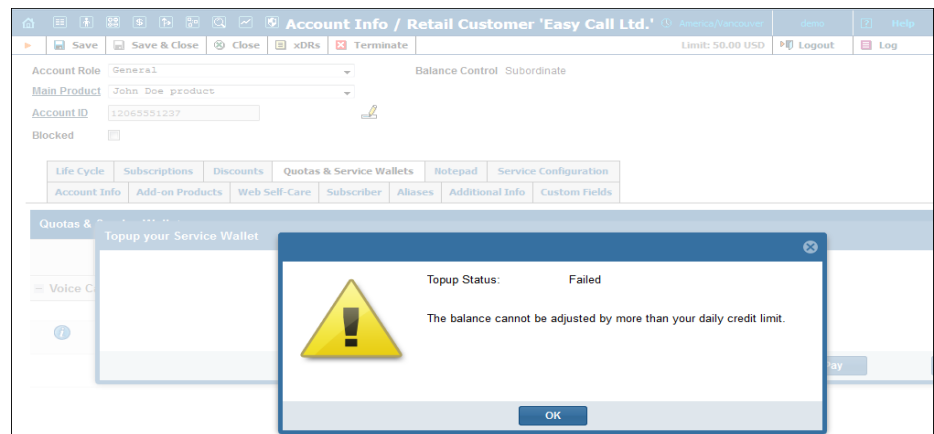 Account Info / Retail Customer 'Easy Call Ltd.' America/Vancouver demo Help
Save Save & Close Close xDRs Terminate Limit: 50.00 USD Logout Log
Account Role General Balance Control Subordinate
Main Product John Doe product
Account ID 12065551237
Blocked
Life Cycle Subscriptions Discounts Quotas & Service Wallets Notepad Service Configuration
Account Info Add-on Products Web Self-Care Subscriber Aliases Additional Info Custom Fields
Quotas &
Topup your Service Wallet
Voice
Topup Status: Failed
The balance cannot be adjusted by more than your daily credit limit.
Pay
OK